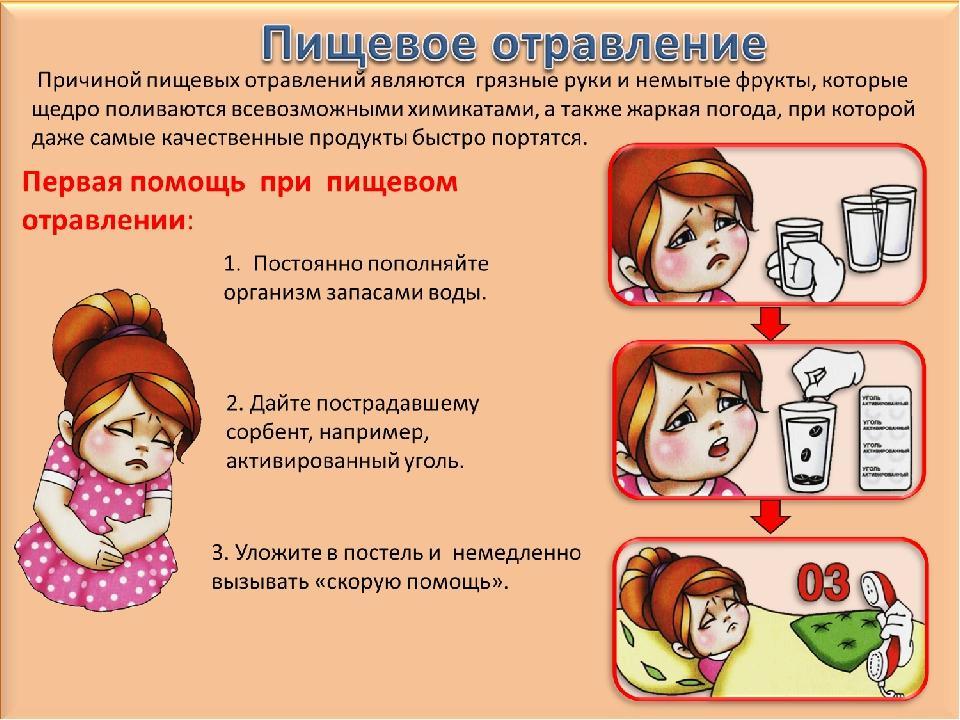 Пищевое отравление
Причиной пищевых отравлений являются грязные руки и немытые фрукты, которые
щедро поливаются всевозможными химикатами, а также жаркая погода, при которой
даже самые качественные продукты быстро портятся.
Первая помощь при пищевом
отравлении:
1. Постоянно пополняйте
организм запасами воды.
2. Дайте пострадавшему
сорбент, например,
активированный уголь.
УГОЛЬ
АКТИВИРОВАННЫЙ
УГОЛЬ
АКТИВИРОВАННЫЙ
УГОЛЬ
АКТИВИРОВАННЫЙ
УГОЛЬ
АКТИВИРОВАННЫЙ
3. Уложите в постель и немедленно
вызывать «скорую помощь».
03